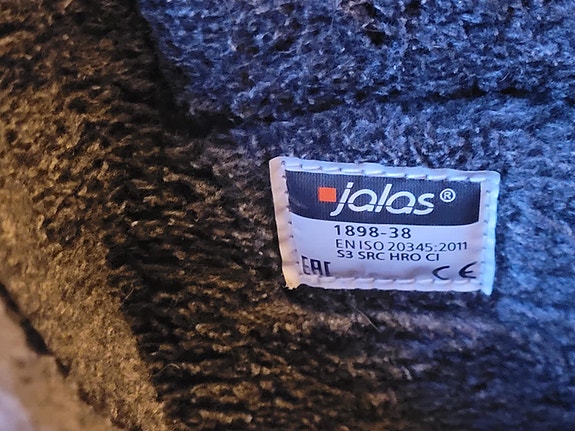 jalas®
1898-38
EN ISO 20345:2011
S3 SRC HRO CI
EAC CE